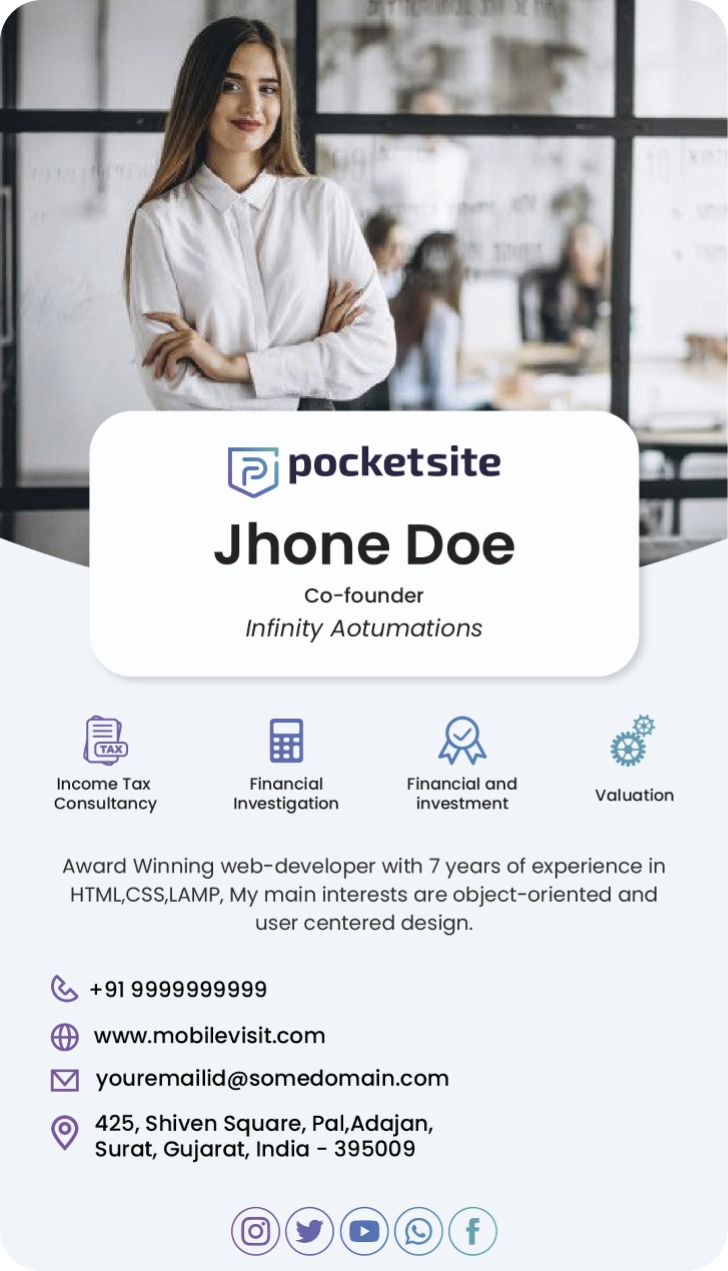 pocketsite
Jhone Doe
Co-founder
Infinity Aotumations
TAX
Income Tax
Consultancy
Financial
Investigation
Financial and
investment
Valuation
Award Winning web-developer with 7 years of experience in
HTML,CSS,LAMP, My main interests are object-oriented and
user centered design.
+91 9999999999
www.mobilevisit.com
youremailid@somedomain.com
425, Shiven Square, Pal,Adajan,
Surat, Gujarat, India - 395009